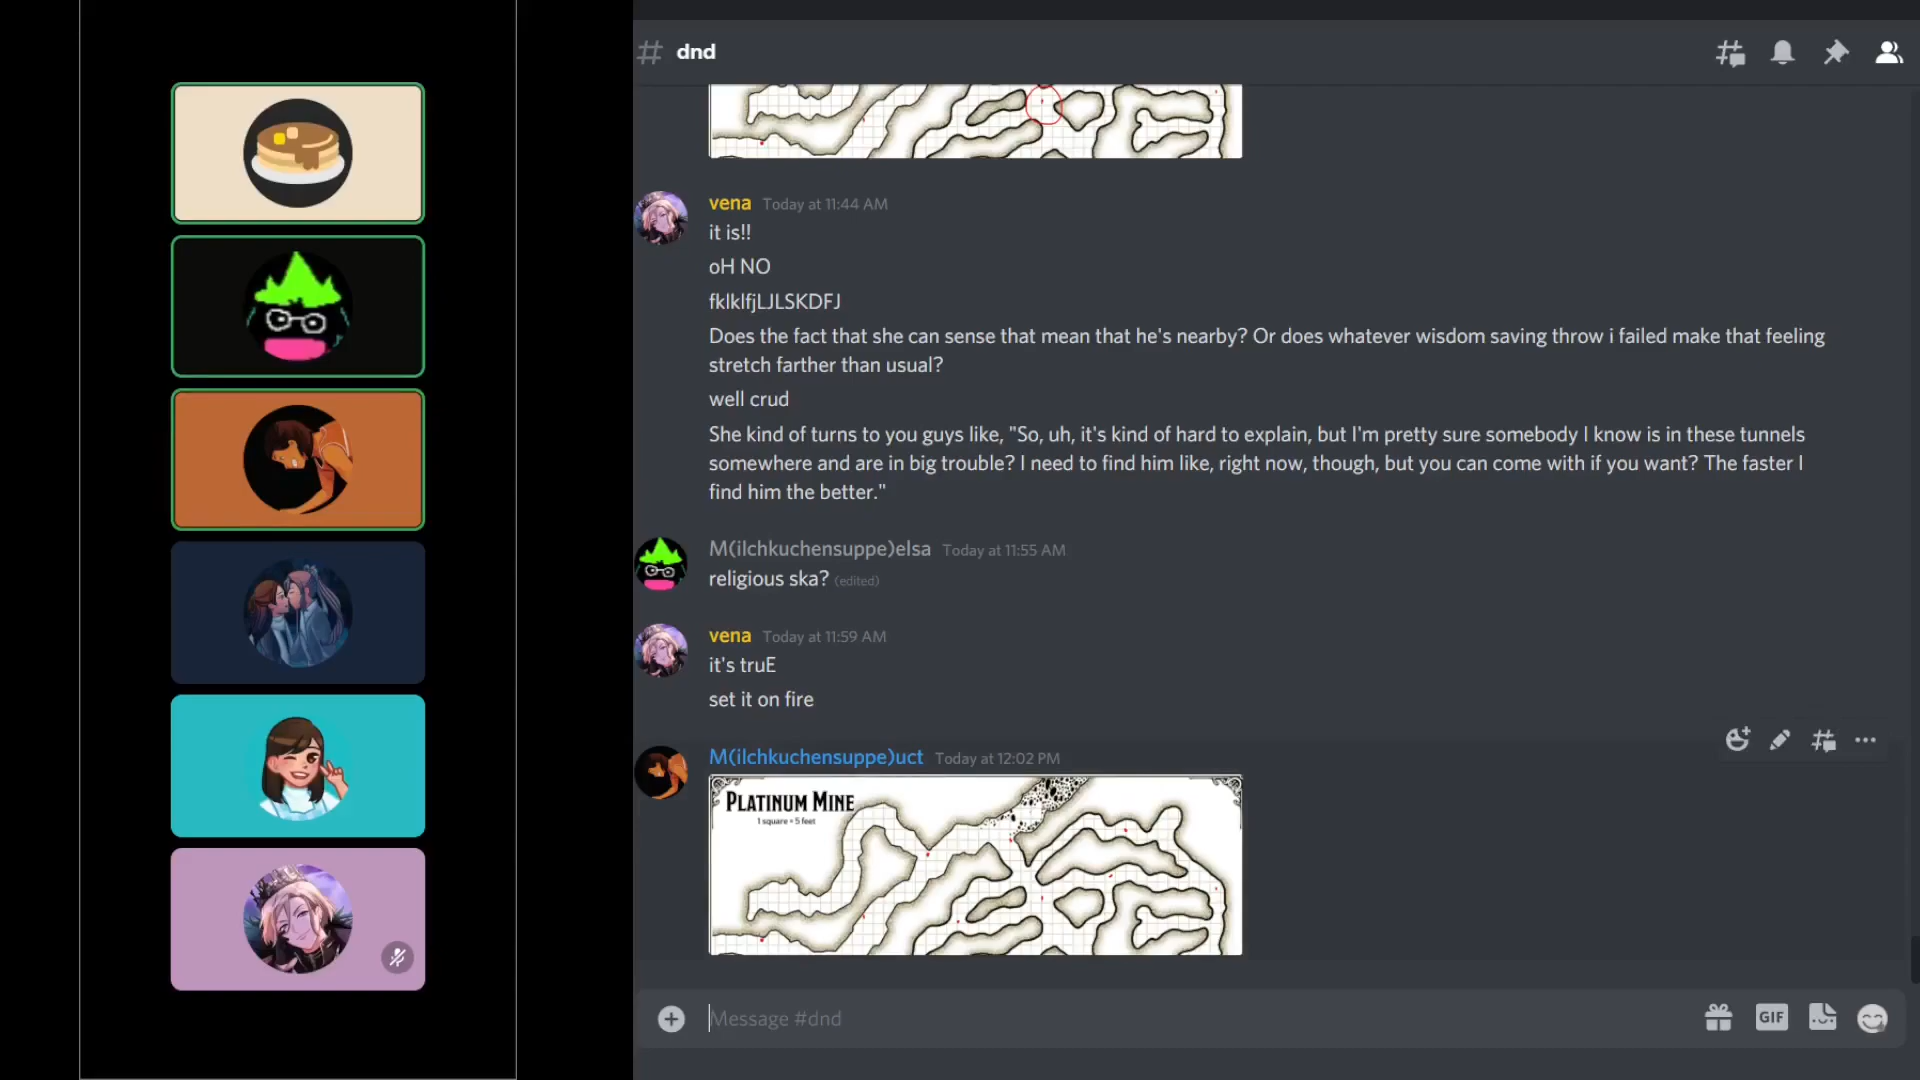 dnd
vena Today at 11:44 AM
it is!!
oH NO
fklklfjLJLSKDFJ
Does the fact that she can sense that mean that he's nearby? Or does whatever wisdom saving throw i failed make that feeling
stretch farther than usual?
well crud
She kind of turns to you guys like, "So, uh, it's kind of hard to explain, but I'm pretty sure somebody I know is in these tunnels
somewhere and are in big trouble? I need to find him like, right now, though, but you can come with if you want? The faster I
find him the better."
M(ilchkuchensuppe)elsa Today at 11:55 AM
religious ska? (edited)
vena Today at 11:59 AM
it's truE
set it on fire
M(ilchkuchensuppe)uct Today at 12:02 PM
PLATINUM MINE
1 square = 5 feet
Message #dnd
GIF